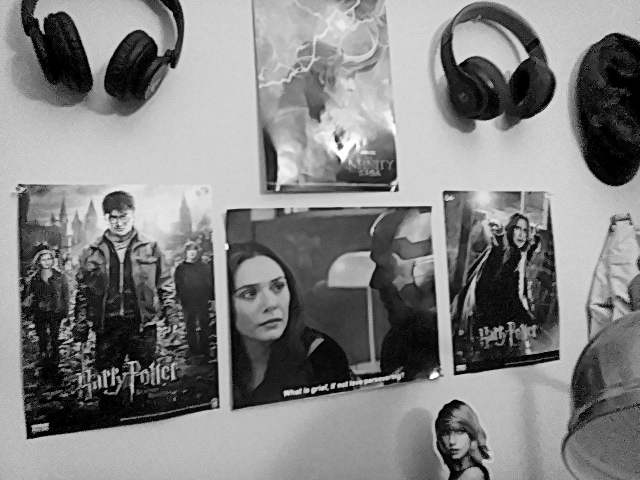 INFINITY
SAGA
Harry Potter
What is grief, if not love persevering?
Harry Potter